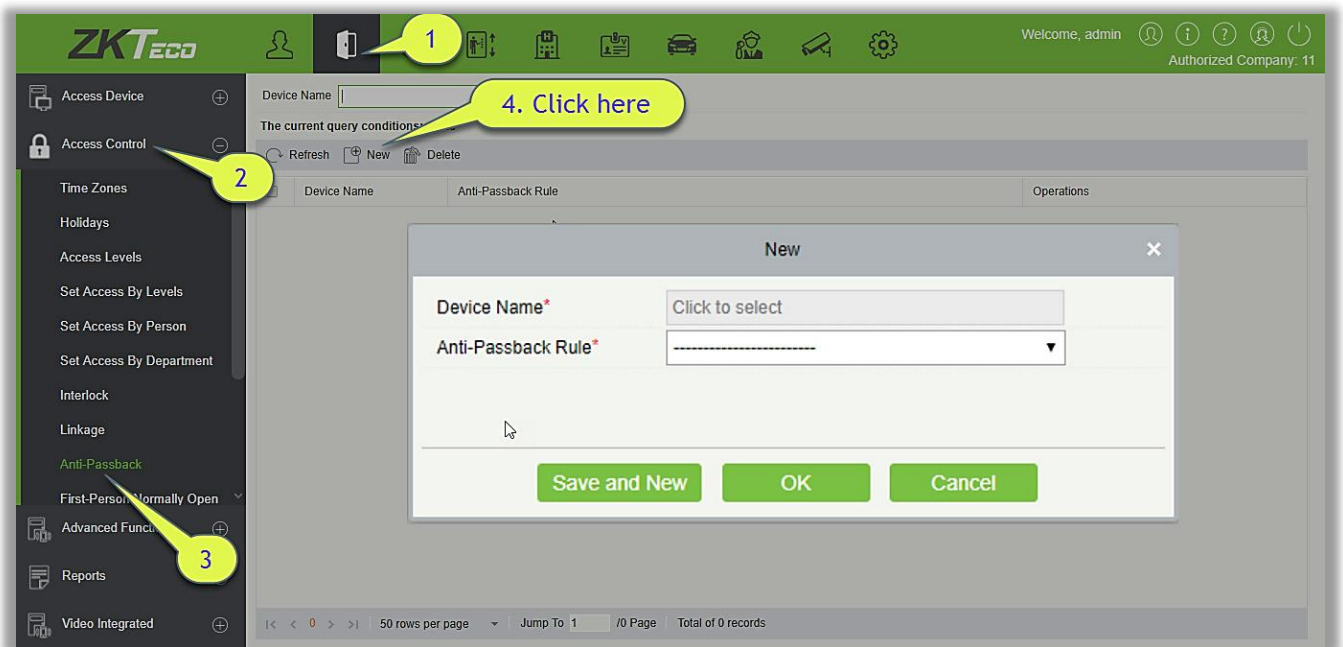 ZKTECO
1
Welcome, admin
Authorized Company: 11
Access Device
Access Control
2
Time Zones
Holidays
Access Levels
Set Access By Levels
Set Access By Person
Set Access By Department
Interlock
Linkage
Anti-Passback
First-Person Normally Open
Advanced
3
Reports
Video Integrated
Device Name
4. Click here
The current query conditions
Refresh New Delete
Device Name Anti-Passback Rule Operations
New ×
Device Name* Click to select
Anti-Passback Rule* ------------------------
Save and New OK Cancel
|< < 0 > >| 50 rows per page Jump To 1 /0 Page Total of 0 records